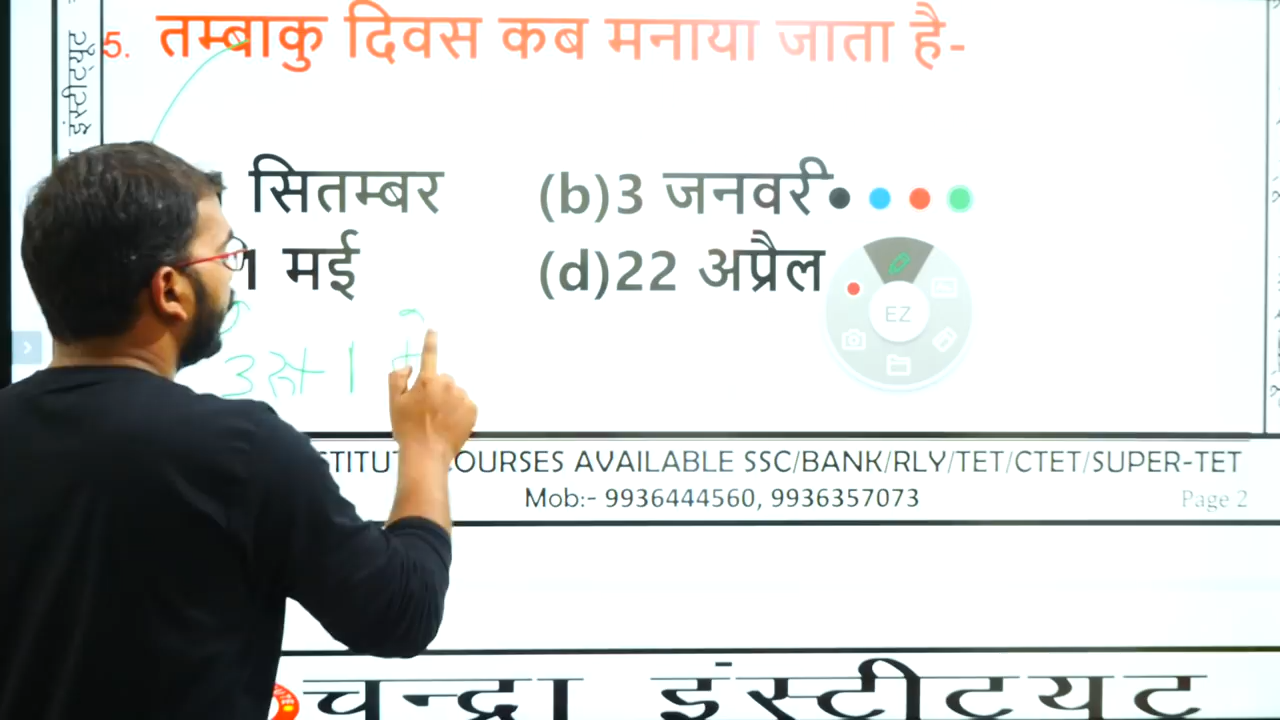 5. तम्बाकु दिवस कब मनाया जाता है-
सितम्बर (b)3 जनवरी
1 मई (d)22 अप्रैल
EZ
COURSES AVAILABLE SSC/BANK/RLY/TET/CTET/SUPER-TET
Mob:- 9936444560, 9936357073
Page 2
चन्द्रा इंस्टीटयट
इंस्टीट्यूट